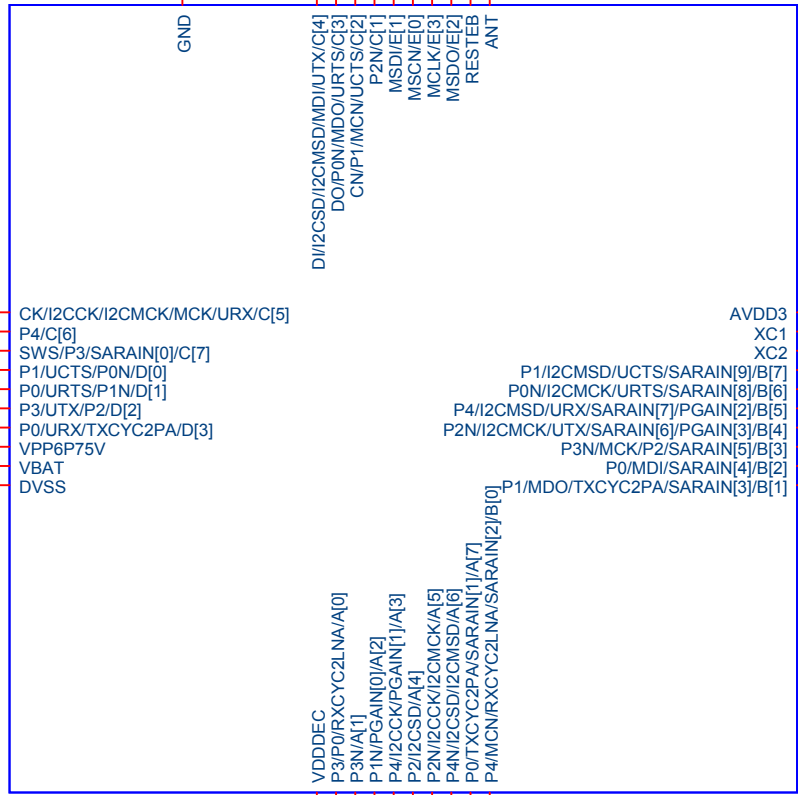 GND
DI/I2CSD/I2CMSD/MDI/UTX/C[4]
DO/P0N/MDO/URTS/C[3]
CN/P1/MCN/UCTS/C[2]
P2N/C[1]
MSDI/E[1]
MSCN/E[0]
MCLK/E[3]
MSDO/E[2]
RESTEB
ANT
CK/I2CCK/I2CMCK/MCK/URX/C[5]
P4/C[6]
SWS/P3/SARAIN[0]/C[7]
P1/UCTS/P0N/D[0]
P0/URTS/P1N/D[1]
P3/UTX/P2/D[2]
P0/URX/TXCYC2PA/D[3]
VPP6P75V
VBAT
DVSS
AVDD3
XC1
XC2
P1/I2CMSD/UCTS/SARAIN[9]/B[7]
P0N/I2CMCK/URTS/SARAIN[8]/B[6]
P4/I2CMSD/URX/SARAIN[7]/PGAIN[2]/B[5]
P2N/I2CMCK/UTX/SARAIN[6]/PGAIN[3]/B[4]
P3N/MCK/P2/SARAIN[5]/B[3]
P0/MDI/SARAIN[4]/B[2]
P1/MDO/TXCYC2PA/SARAIN[3]/B[1]
VDDDEC
P3/P0/RXCYC2LNA/A[0]
P3N/A[1]
P1N/PGAIN[0]/A[2]
P4/I2CCK/PGAIN[1]/A[3]
P2/I2CSD/A[4]
P2N/I2CCK/I2CMCK/A[5]
P4N/I2CSD/I2CMSD/A[6]
P0/TXCYC2PA/SARAIN[1]/A[7]
P4/MCN/RXCYC2LNA/SARAIN[2]/B[0]